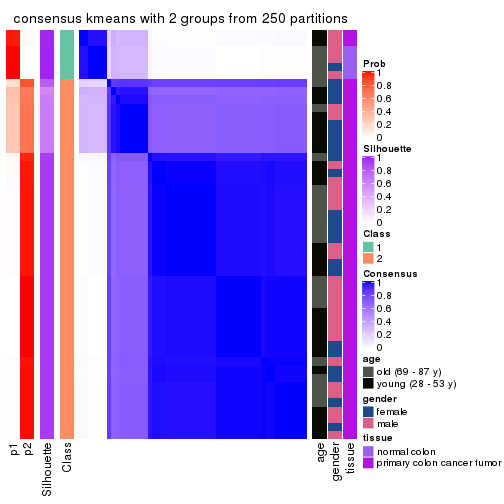 consensus kmeans with 2 groups from 250 partitions
Prob
1
0.8
0.6
0.4
0.2
0
Silhouette
1
0.8
0.6
0.4
0.2
0
Class
1
2
Consensus
1
0.8
0.6
0.4
0.2
0
age
old (69 - 87 y)
young (28 - 53 y)
gender
female
male
tissue
normal colon
primary colon cancer tumor
p1
p2
Silhouette
Class
age
gender
tissue